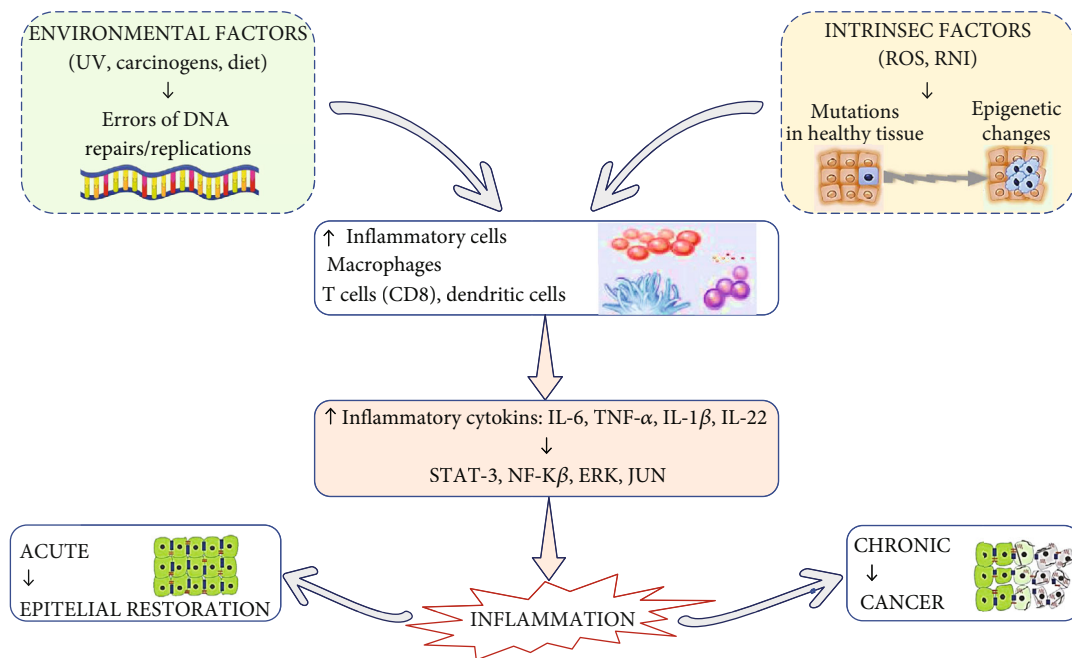 ENVIRONMENTAL FACTORS
(UV, carcinogens, diet)
↓
Errors of DNA
repairs/replications
INTRINSEC FACTORS
(ROS, RNI)
↓
Mutations
in healthy tissue
Epigenetic
changes
↑ Inflammatory cells
Macrophages
T cells (CD8), dendritic cells
↑ Inflammatory cytokins: IL-6, TNF-α, IL-1β, IL-22
↓
STAT-3, NF-Kβ, ERK, JUN
ACUTE
↓
EPITELIAL RESTORATION
INFLAMMATION
CHRONIC
↓
CANCER